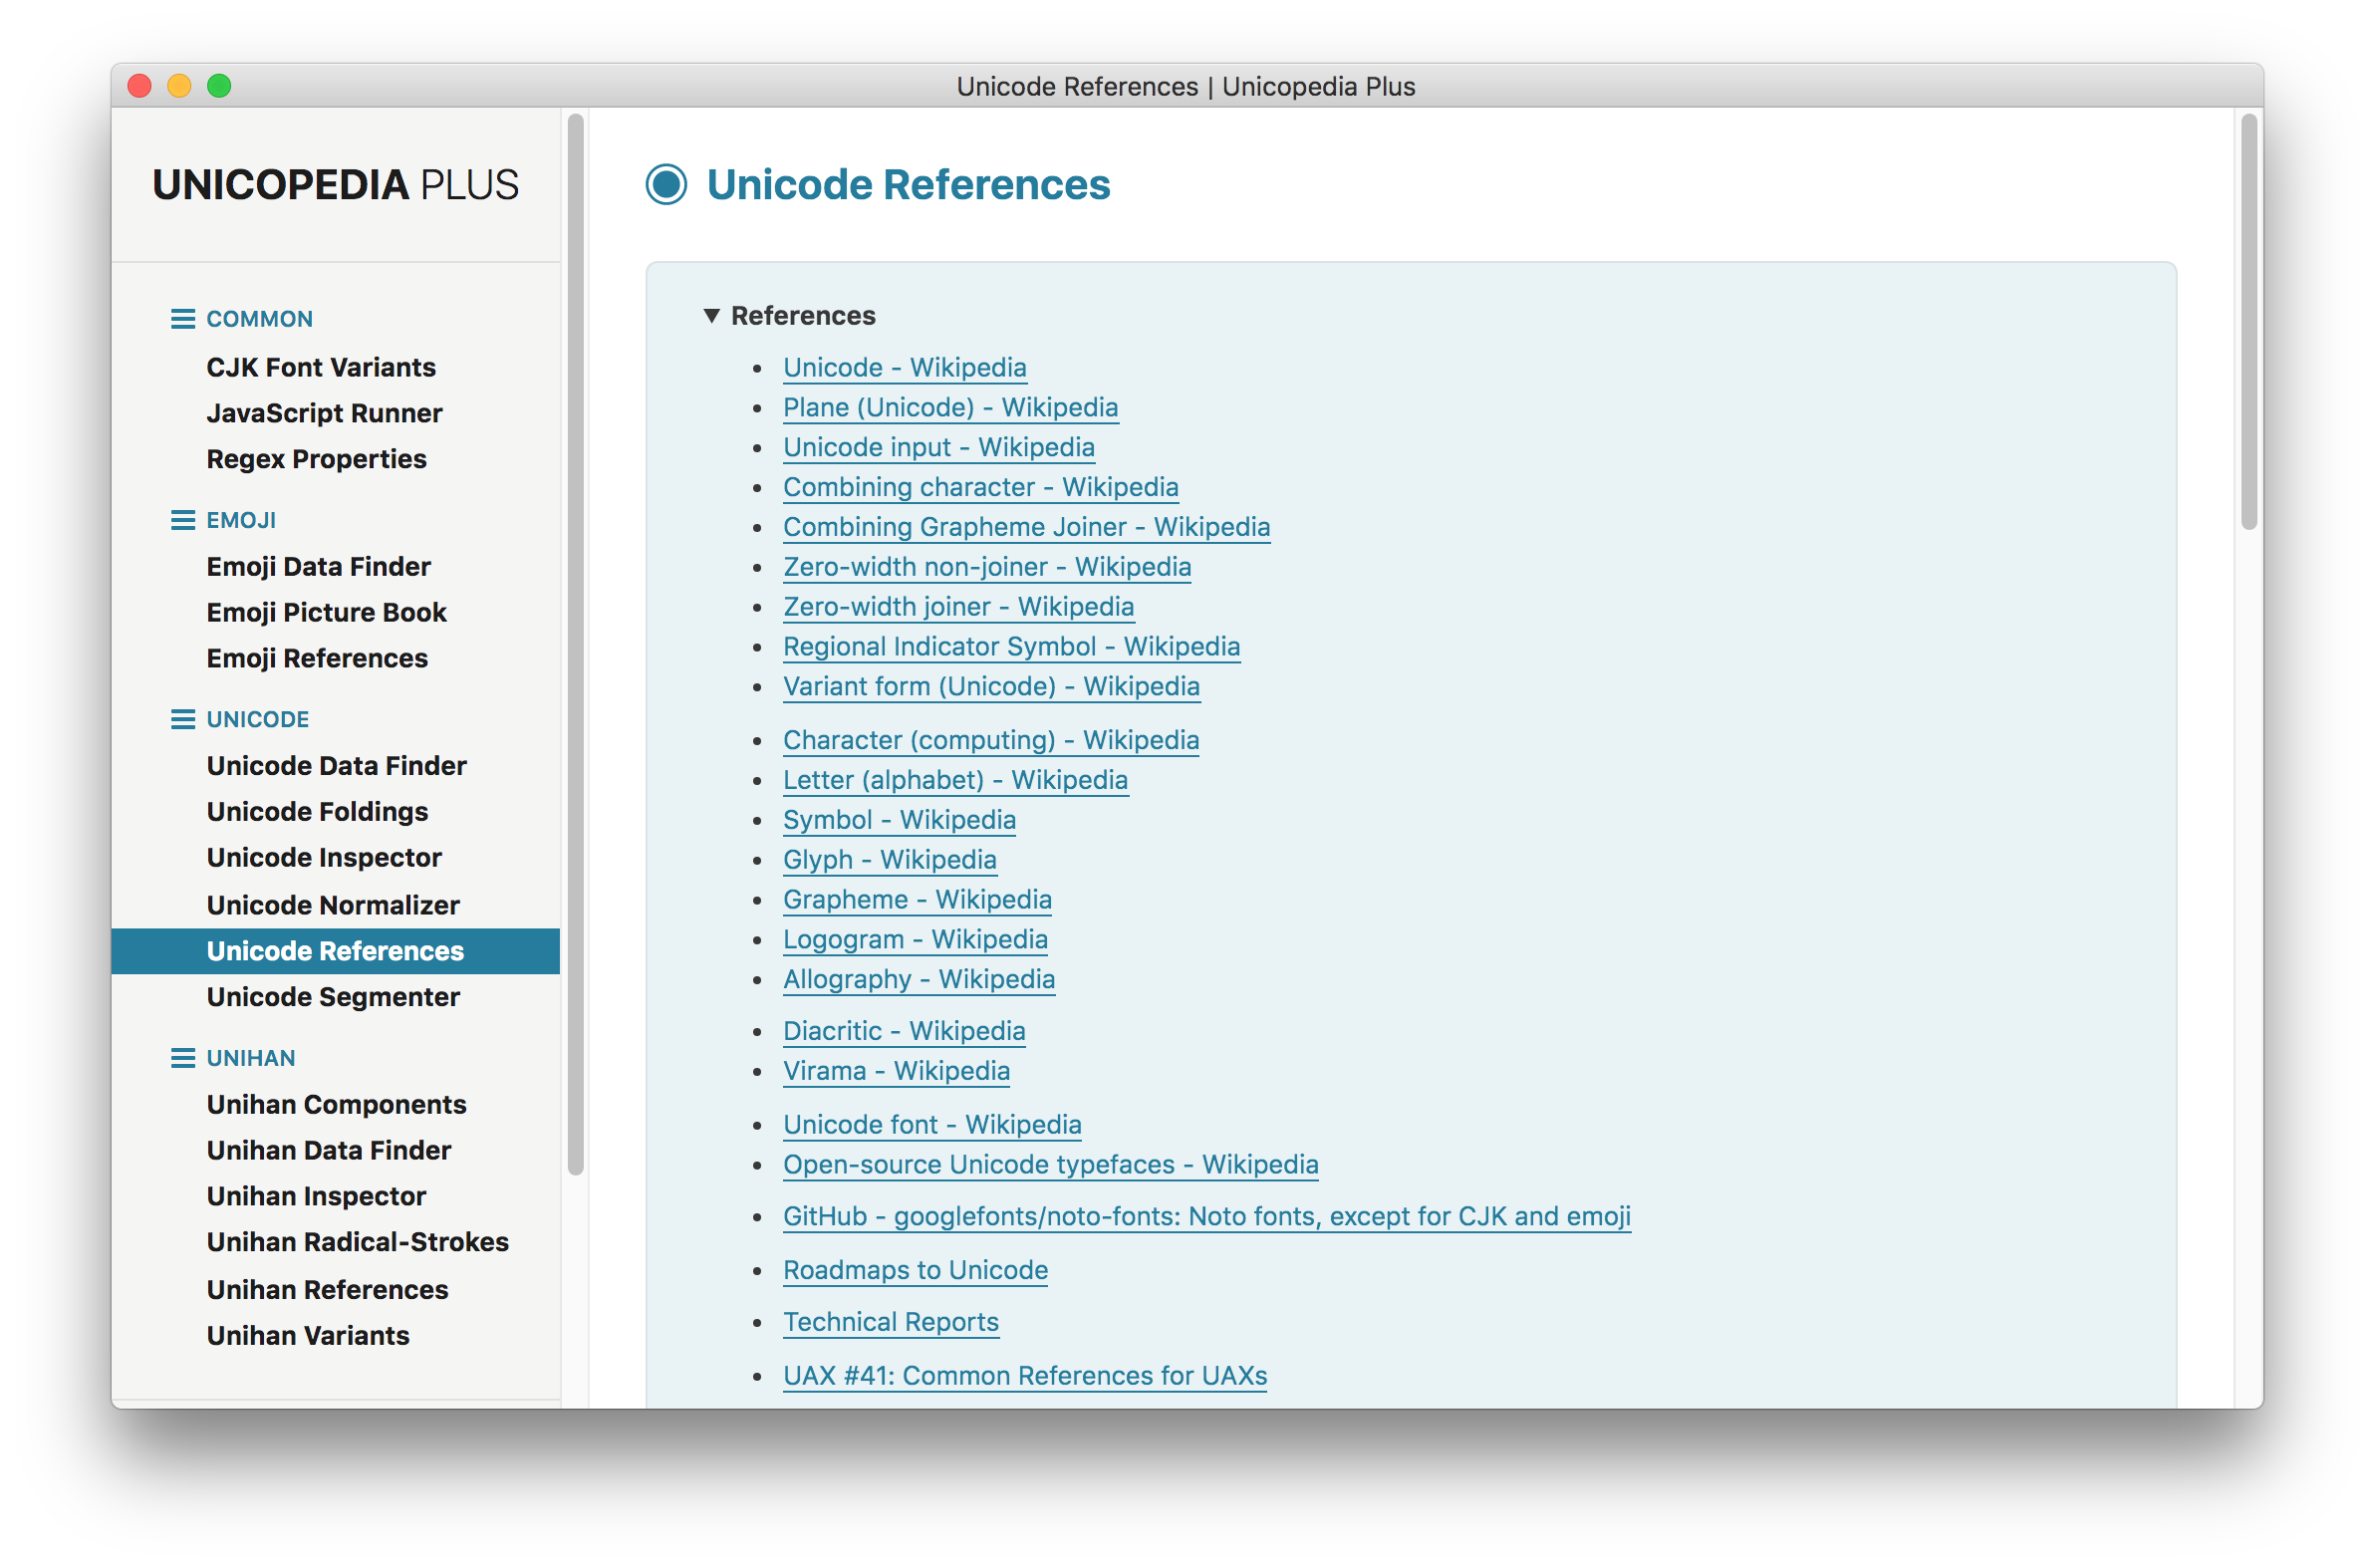 Unicode References | Unicopedia Plus
UNICOPEDIA PLUS
COMMON
CJK Font Variants
JavaScript Runner
Regex Properties
EMOJI
Emoji Data Finder
Emoji Picture Book
Emoji References
UNICODE
Unicode Data Finder
Unicode Foldings
Unicode Inspector
Unicode Normalizer
Unicode References
Unicode Segmenter
UNIHAN
Unihan Components
Unihan Data Finder
Unihan Inspector
Unihan Radical-Strokes
Unihan References
Unihan Variants
Unicode References
References
Unicode - Wikipedia
Plane (Unicode) - Wikipedia
Unicode input - Wikipedia
Combining character - Wikipedia
Combining Grapheme Joiner - Wikipedia
Zero-width non-joiner - Wikipedia
Zero-width joiner - Wikipedia
Regional Indicator Symbol - Wikipedia
Variant form (Unicode) - Wikipedia
Character (computing) - Wikipedia
Letter (alphabet) - Wikipedia
Symbol - Wikipedia
Glyph - Wikipedia
Grapheme - Wikipedia
Logogram - Wikipedia
Allography - Wikipedia
Diacritic - Wikipedia
Virama - Wikipedia
Unicode font - Wikipedia
Open-source Unicode typefaces - Wikipedia
GitHub - googlefonts/noto-fonts: Noto fonts, except for CJK and emoji
Roadmaps to Unicode
Technical Reports
UAX #41: Common References for UAXs